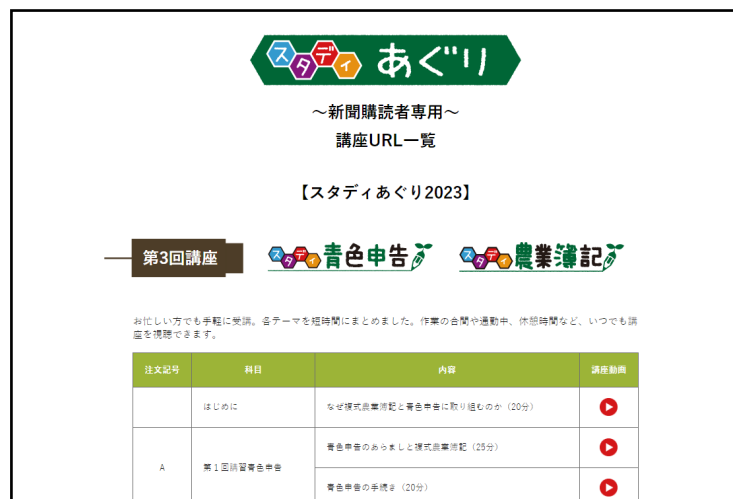 スタディ あぐり
～新聞購読者専用～
講座URL一覧
【スタディあぐり2023】
第3回講座
スタディ青色申告
スタディ農業簿記
お忙しい方でも手軽に受講。各テーマを短時間にまとめました。作業の合間や通勤中、休憩時間など、いつでも講
座を視聴できます。
注文記号 科目 内容 講座動画
はじめに なぜ複式農業簿記と青色申告に取り組むのか（20分）
A 第１回講習青色申告 青色申告のあらましと複式農業簿記（25分）
青色申告の手続き（20分）